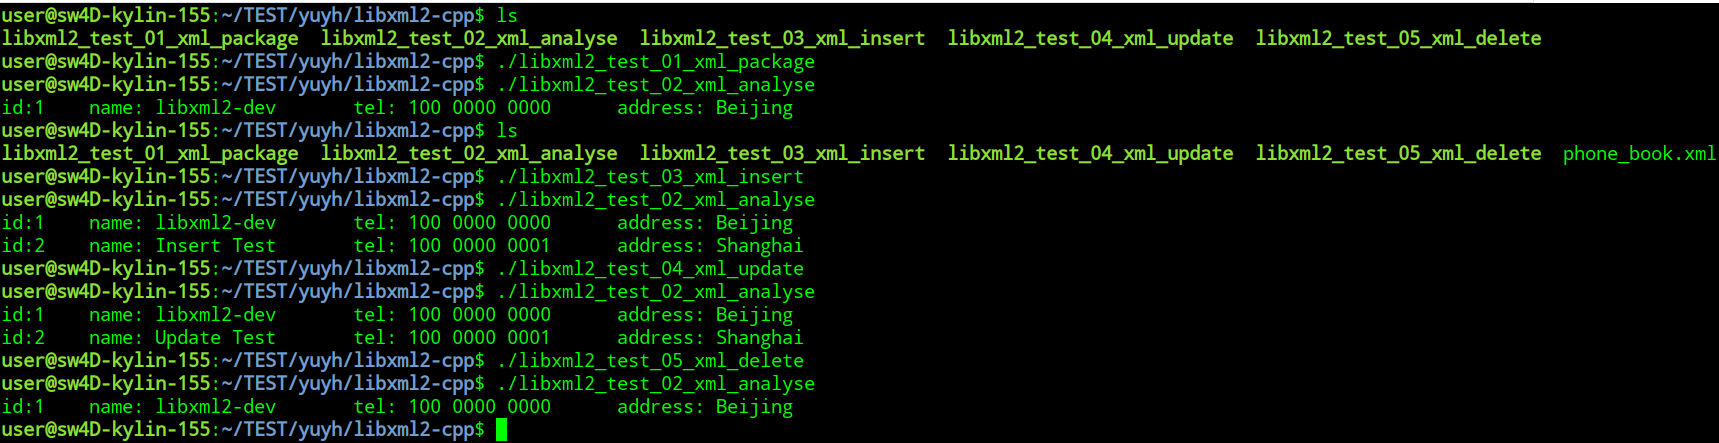 user@sw4D-kylin-155:~/TEST/yuyh/libxml2-cpp$ ls
libxml2_test_01_xml_package  libxml2_test_02_xml_analyse  libxml2_test_03_xml_insert  libxml2_test_04_xml_update  libxml2_test_05_xml_delete
user@sw4D-kylin-155:~/TEST/yuyh/libxml2-cpp$ ./libxml2_test_01_xml_package
user@sw4D-kylin-155:~/TEST/yuyh/libxml2-cpp$ ./libxml2_test_02_xml_analyse
id:1    name: libxml2-dev       tel: 100 0000 0000      address: Beijing
user@sw4D-kylin-155:~/TEST/yuyh/libxml2-cpp$ ls
libxml2_test_01_xml_package  libxml2_test_02_xml_analyse  libxml2_test_03_xml_insert  libxml2_test_04_xml_update  libxml2_test_05_xml_delete  phone_book.xml
user@sw4D-kylin-155:~/TEST/yuyh/libxml2-cpp$ ./libxml2_test_03_xml_insert
user@sw4D-kylin-155:~/TEST/yuyh/libxml2-cpp$ ./libxml2_test_02_xml_analyse
id:1    name: libxml2-dev       tel: 100 0000 0000      address: Beijing
id:2    name: Insert Test       tel: 100 0000 0001      address: Shanghai
user@sw4D-kylin-155:~/TEST/yuyh/libxml2-cpp$ ./libxml2_test_04_xml_update
user@sw4D-kylin-155:~/TEST/yuyh/libxml2-cpp$ ./libxml2_test_02_xml_analyse
id:1    name: libxml2-dev       tel: 100 0000 0000      address: Beijing
id:2    name: Update Test       tel: 100 0000 0001      address: Shanghai
user@sw4D-kylin-155:~/TEST/yuyh/libxml2-cpp$ ./libxml2_test_05_xml_delete
user@sw4D-kylin-155:~/TEST/yuyh/libxml2-cpp$ ./libxml2_test_02_xml_analyse
id:1    name: libxml2-dev       tel: 100 0000 0000      address: Beijing
user@sw4D-kylin-155:~/TEST/yuyh/libxml2-cpp$